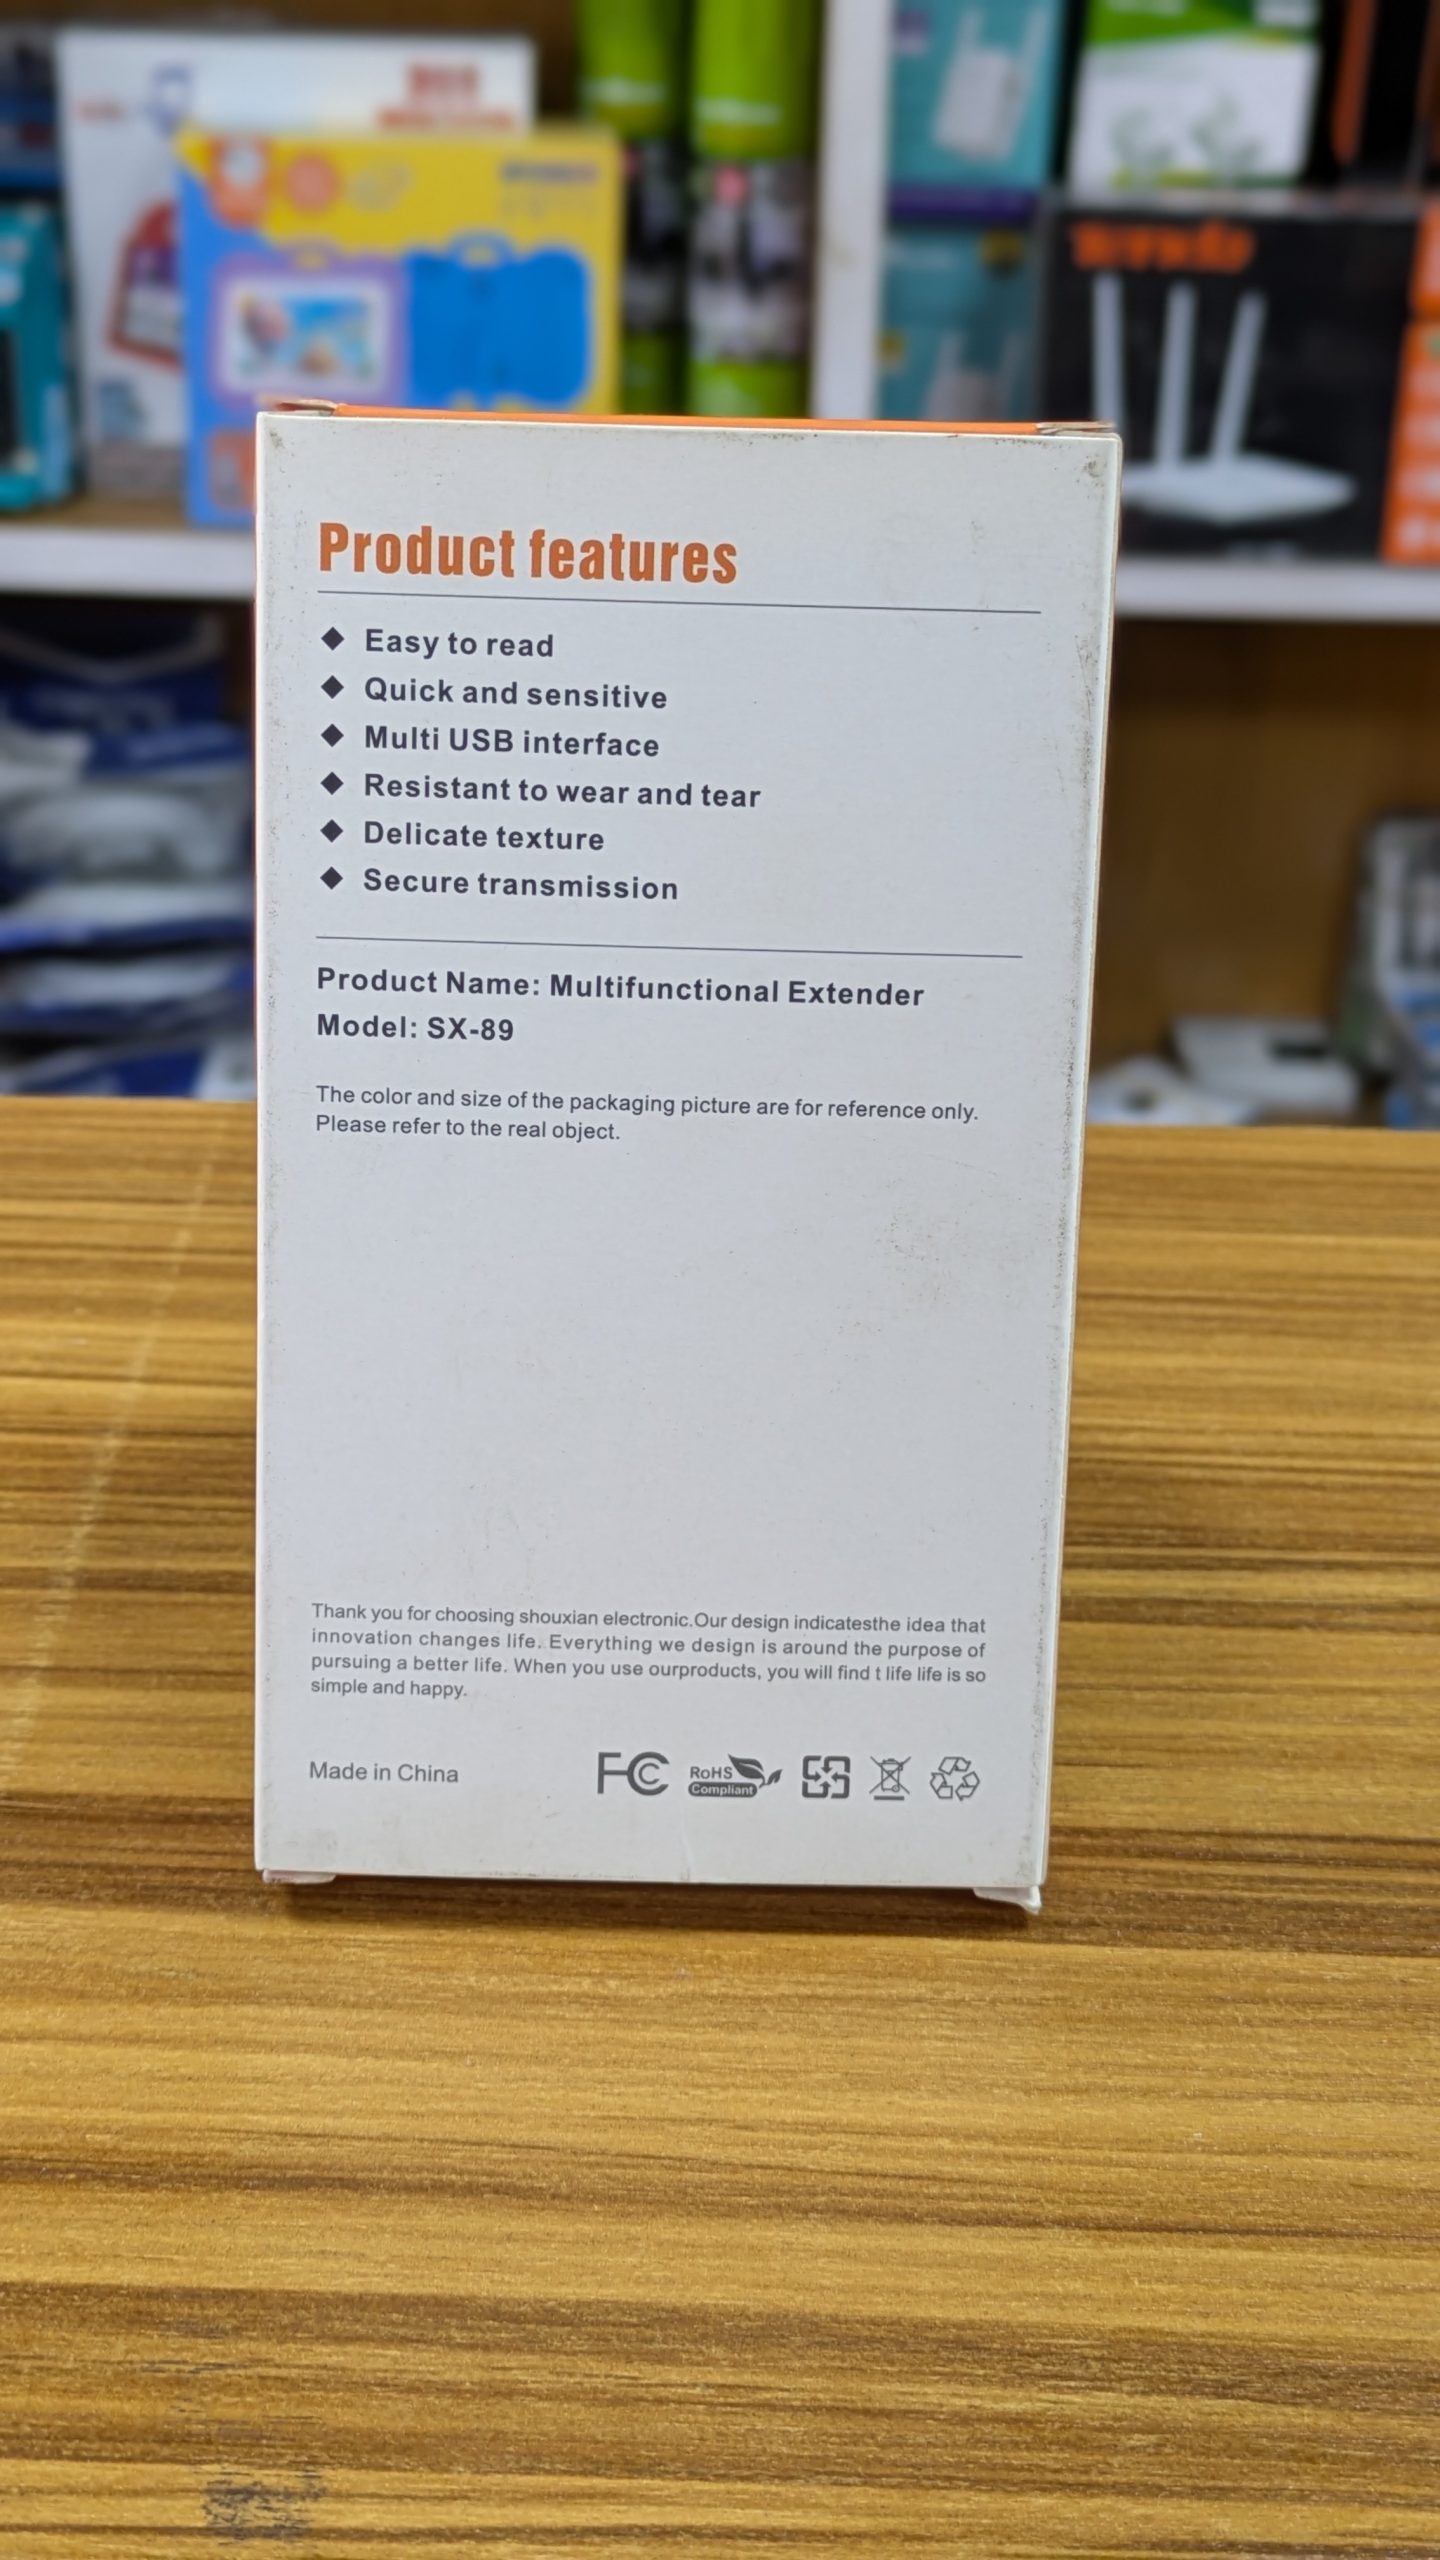 Product features
◆ Easy to read
◆ Quick and sensitive
◆ Multi USB interface
◆ Resistant to wear and tear
◆ Delicate texture
◆ Secure transmission
Product Name: Multifunctional Extender
Model: SX-89
The color and size of the packaging picture are for reference only.
Please refer to the real object.
Thank you for choosing shouxian electronic.Our design indicatesthe idea that
innovation changes life. Everything we design is around the purpose of
pursuing a better life. When you use ourproducts, you will find t life life is so
simple and happy.
Made in China
FC
RoHS
Compliant